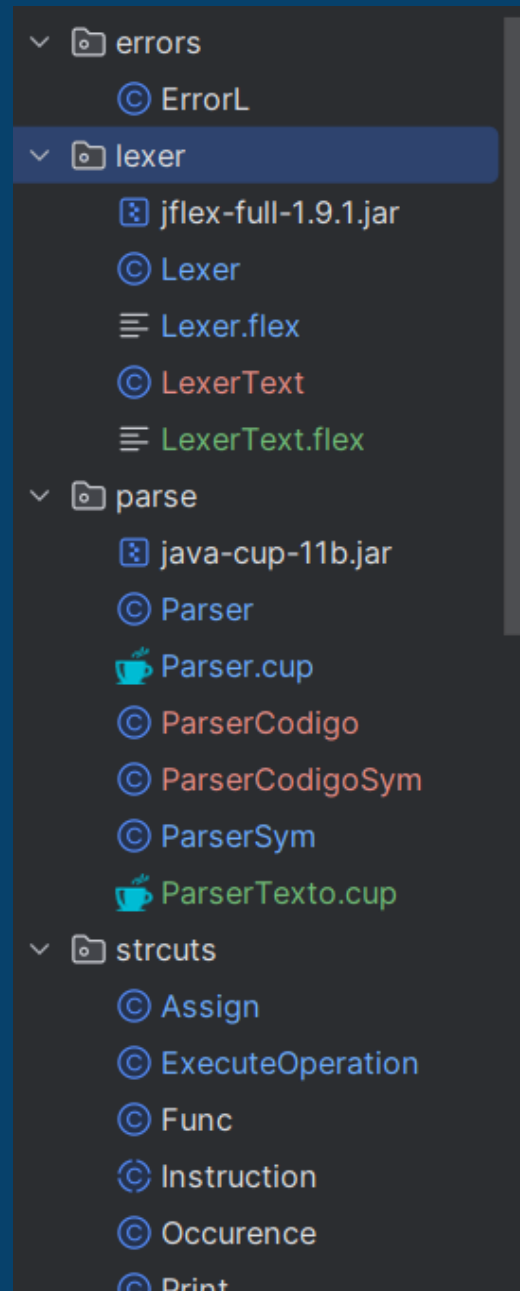 errors
ErrorL
lexer
jflex-full-1.9.1.jar
Lexer
Lexer.flex
LexerText
LexerText.flex
parse
java-cup-11b.jar
Parser
Parser.cup
ParserCodigo
ParserCodigoSym
ParserSym
ParserTexto.cup
strcuts
Assign
ExecuteOperation
Func
Instruction
Occurence
Print